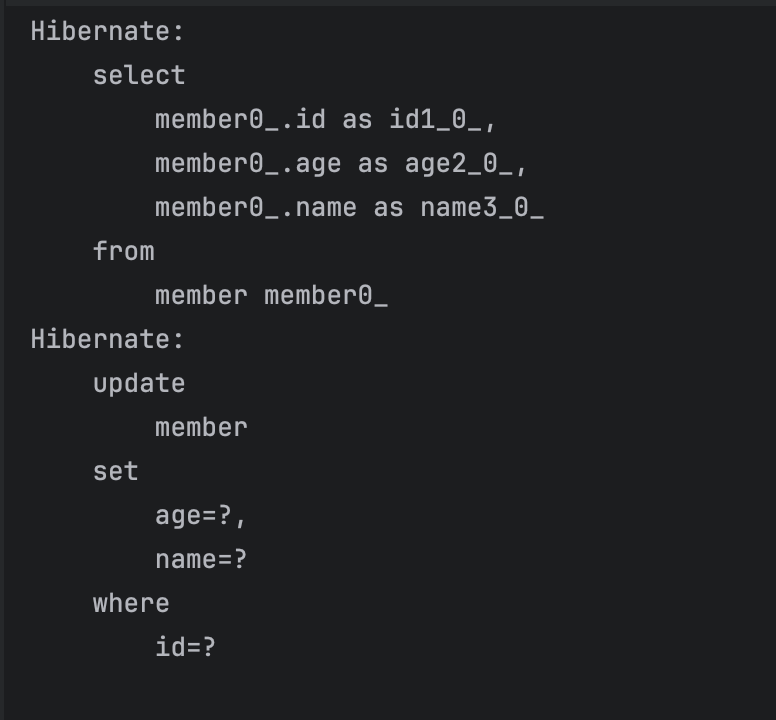 Hibernate:
    select
        member0_.id as id1_0_,
        member0_.age as age2_0_,
        member0_.name as name3_0_
    from
        member member0_
Hibernate:
    update
        member
    set
        age=?,
        name=?
    where
        id=?